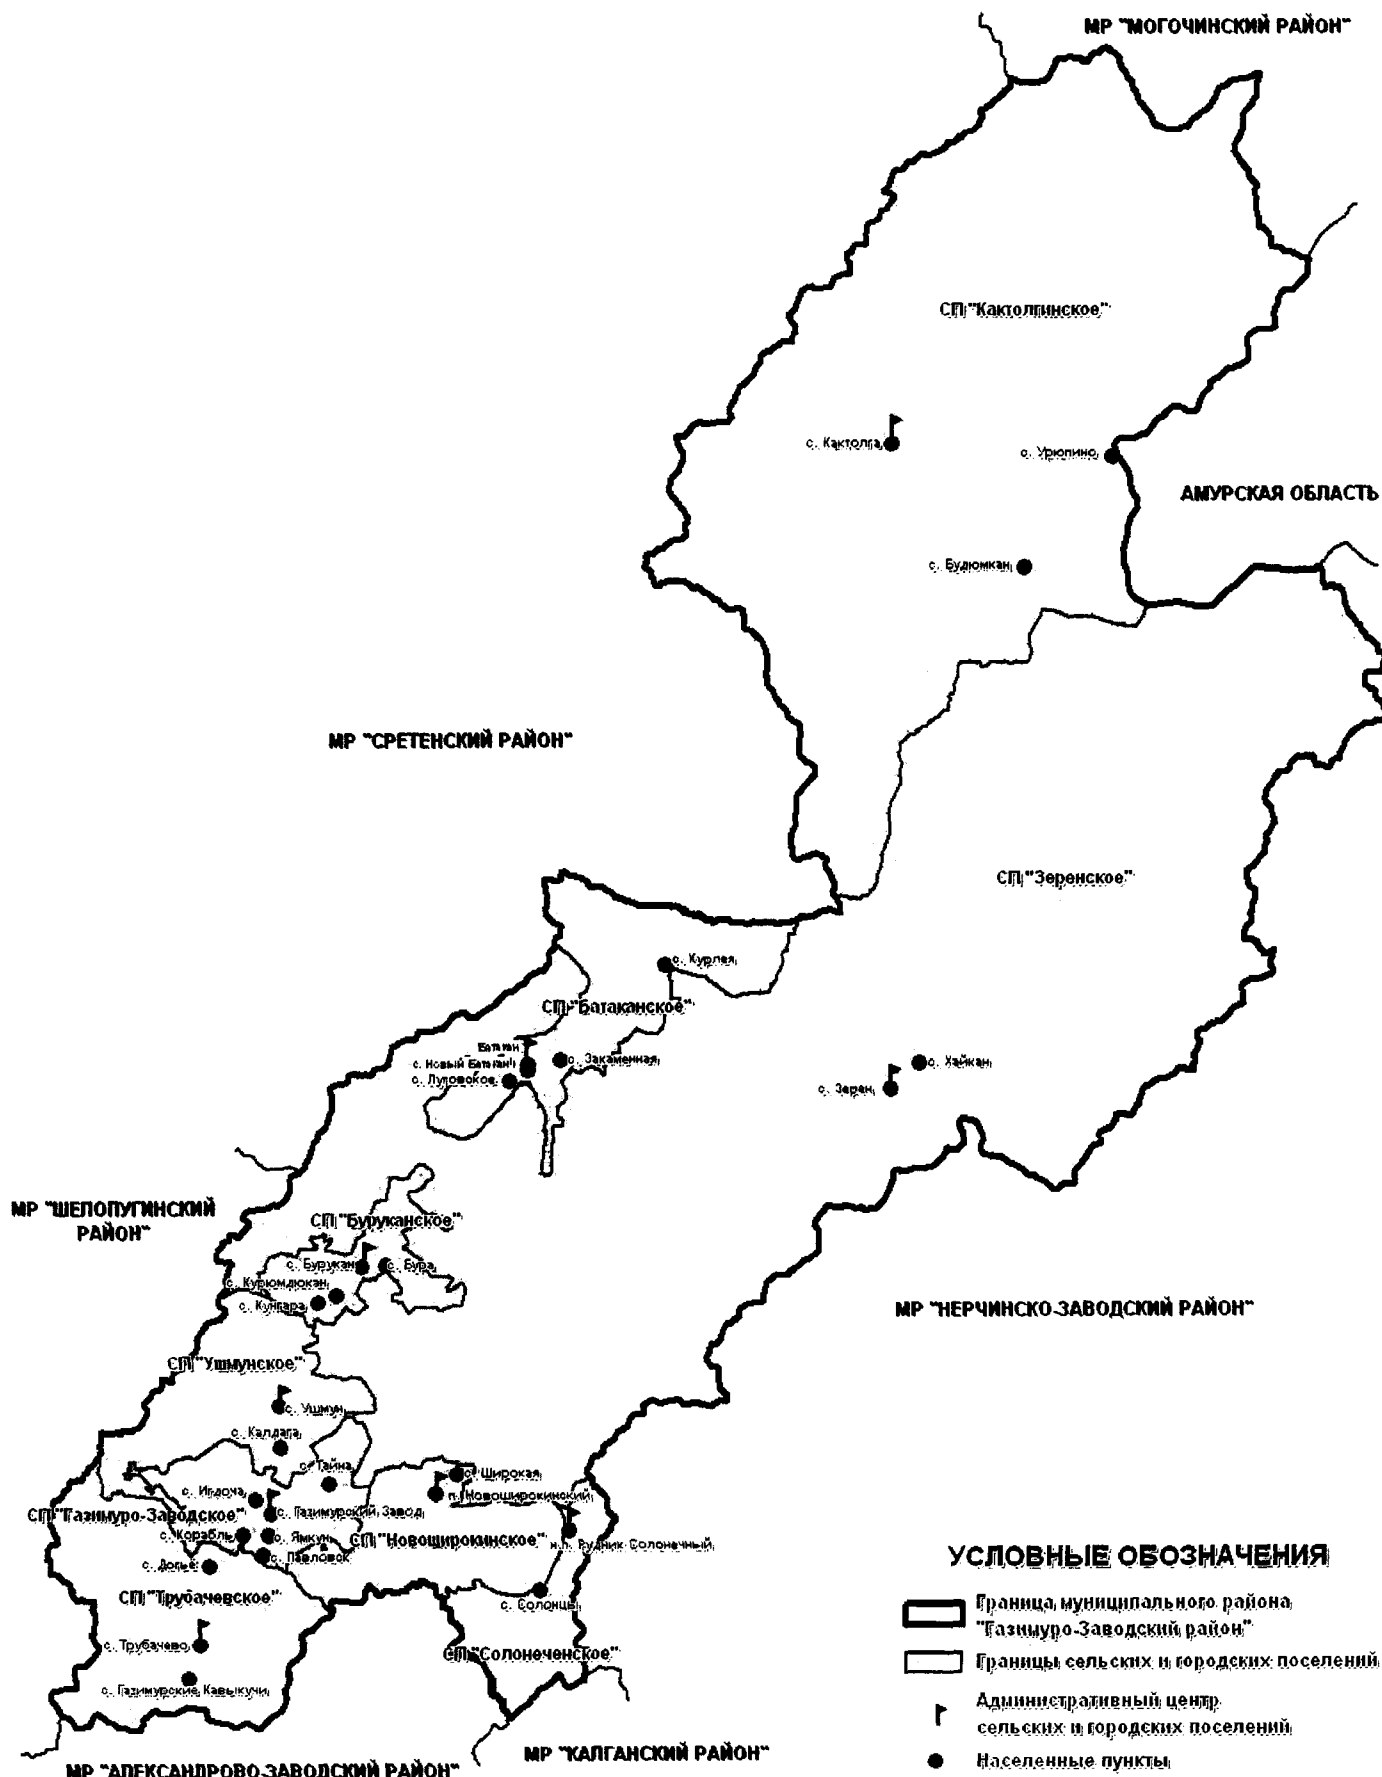 МР "МОГОЧИНСКИЙ РАЙОН"
СП "Кактолгинское"
с. Кактолга
с. Урюпино
АМУРСКАЯ ОБЛАСТЬ
с. Будюмкан
МР "СРЕТЕНСКИЙ РАЙОН"
СП "Зеренское"
с. Курлея
СП "Батаканское"
Батакан
с. Новый Батакан
с. Закаменная
с. Луговское
с. Хайкан
с. Зерен
МР "ШЕЛОПУГИНСКИЙ
РАЙОН"
СП "Буруканское"
с. Бурукан
с. Бура
с. Курюмдюкан
с. Кунгара
МР "НЕРЧИНСКО-ЗАВОДСКИЙ РАЙОН"
СП "Ушмунское"
с. Ушмун
с. Калдага
с. Тайна
с. Широкая
с. Игдоча
п. Новоширокинский
СП "Газимуро-Заводское"
с. Газимурский Завод
с. Корабль
с. Ямкун
СП "Новоширокинское"
н.п. Рудник Солонечный
с. Павловск
с. Догьё
СП "Трубачевское"
с. Солонцы
с. Трубачево
СП "Солонеченское"
с. Газимурские Кавыкучи
МР "АЛЕКСАНДРОВО-ЗАВОДСКИЙ РАЙОН"
МР "КАЛГАНСКИЙ РАЙОН"
УСЛОВНЫЕ ОБОЗНАЧЕНИЯ
Граница муниципального района
"Газимуро-Заводский район"
Границы сельских и городских поселений
Административный центр
сельских и городских поселений
Населенные пункты